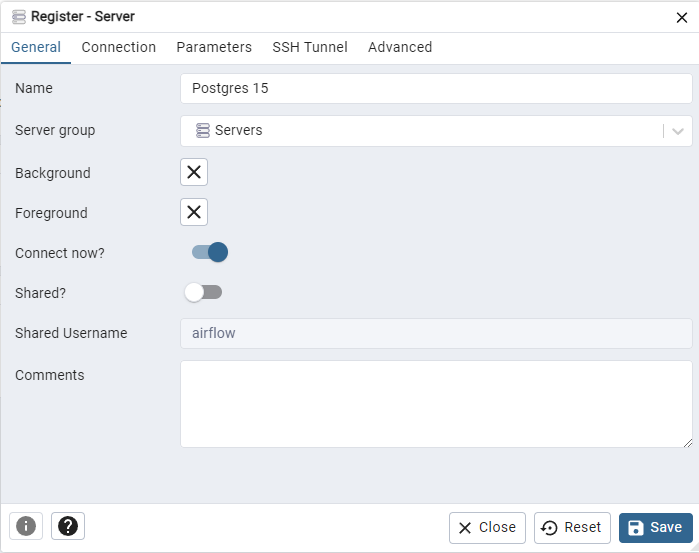 Register - Server
General Connection Parameters SSH Tunnel Advanced
Name Postgres 15
Server group Servers
Background
Foreground
Connect now?
Shared?
Shared Username airflow
Comments
Close Reset Save